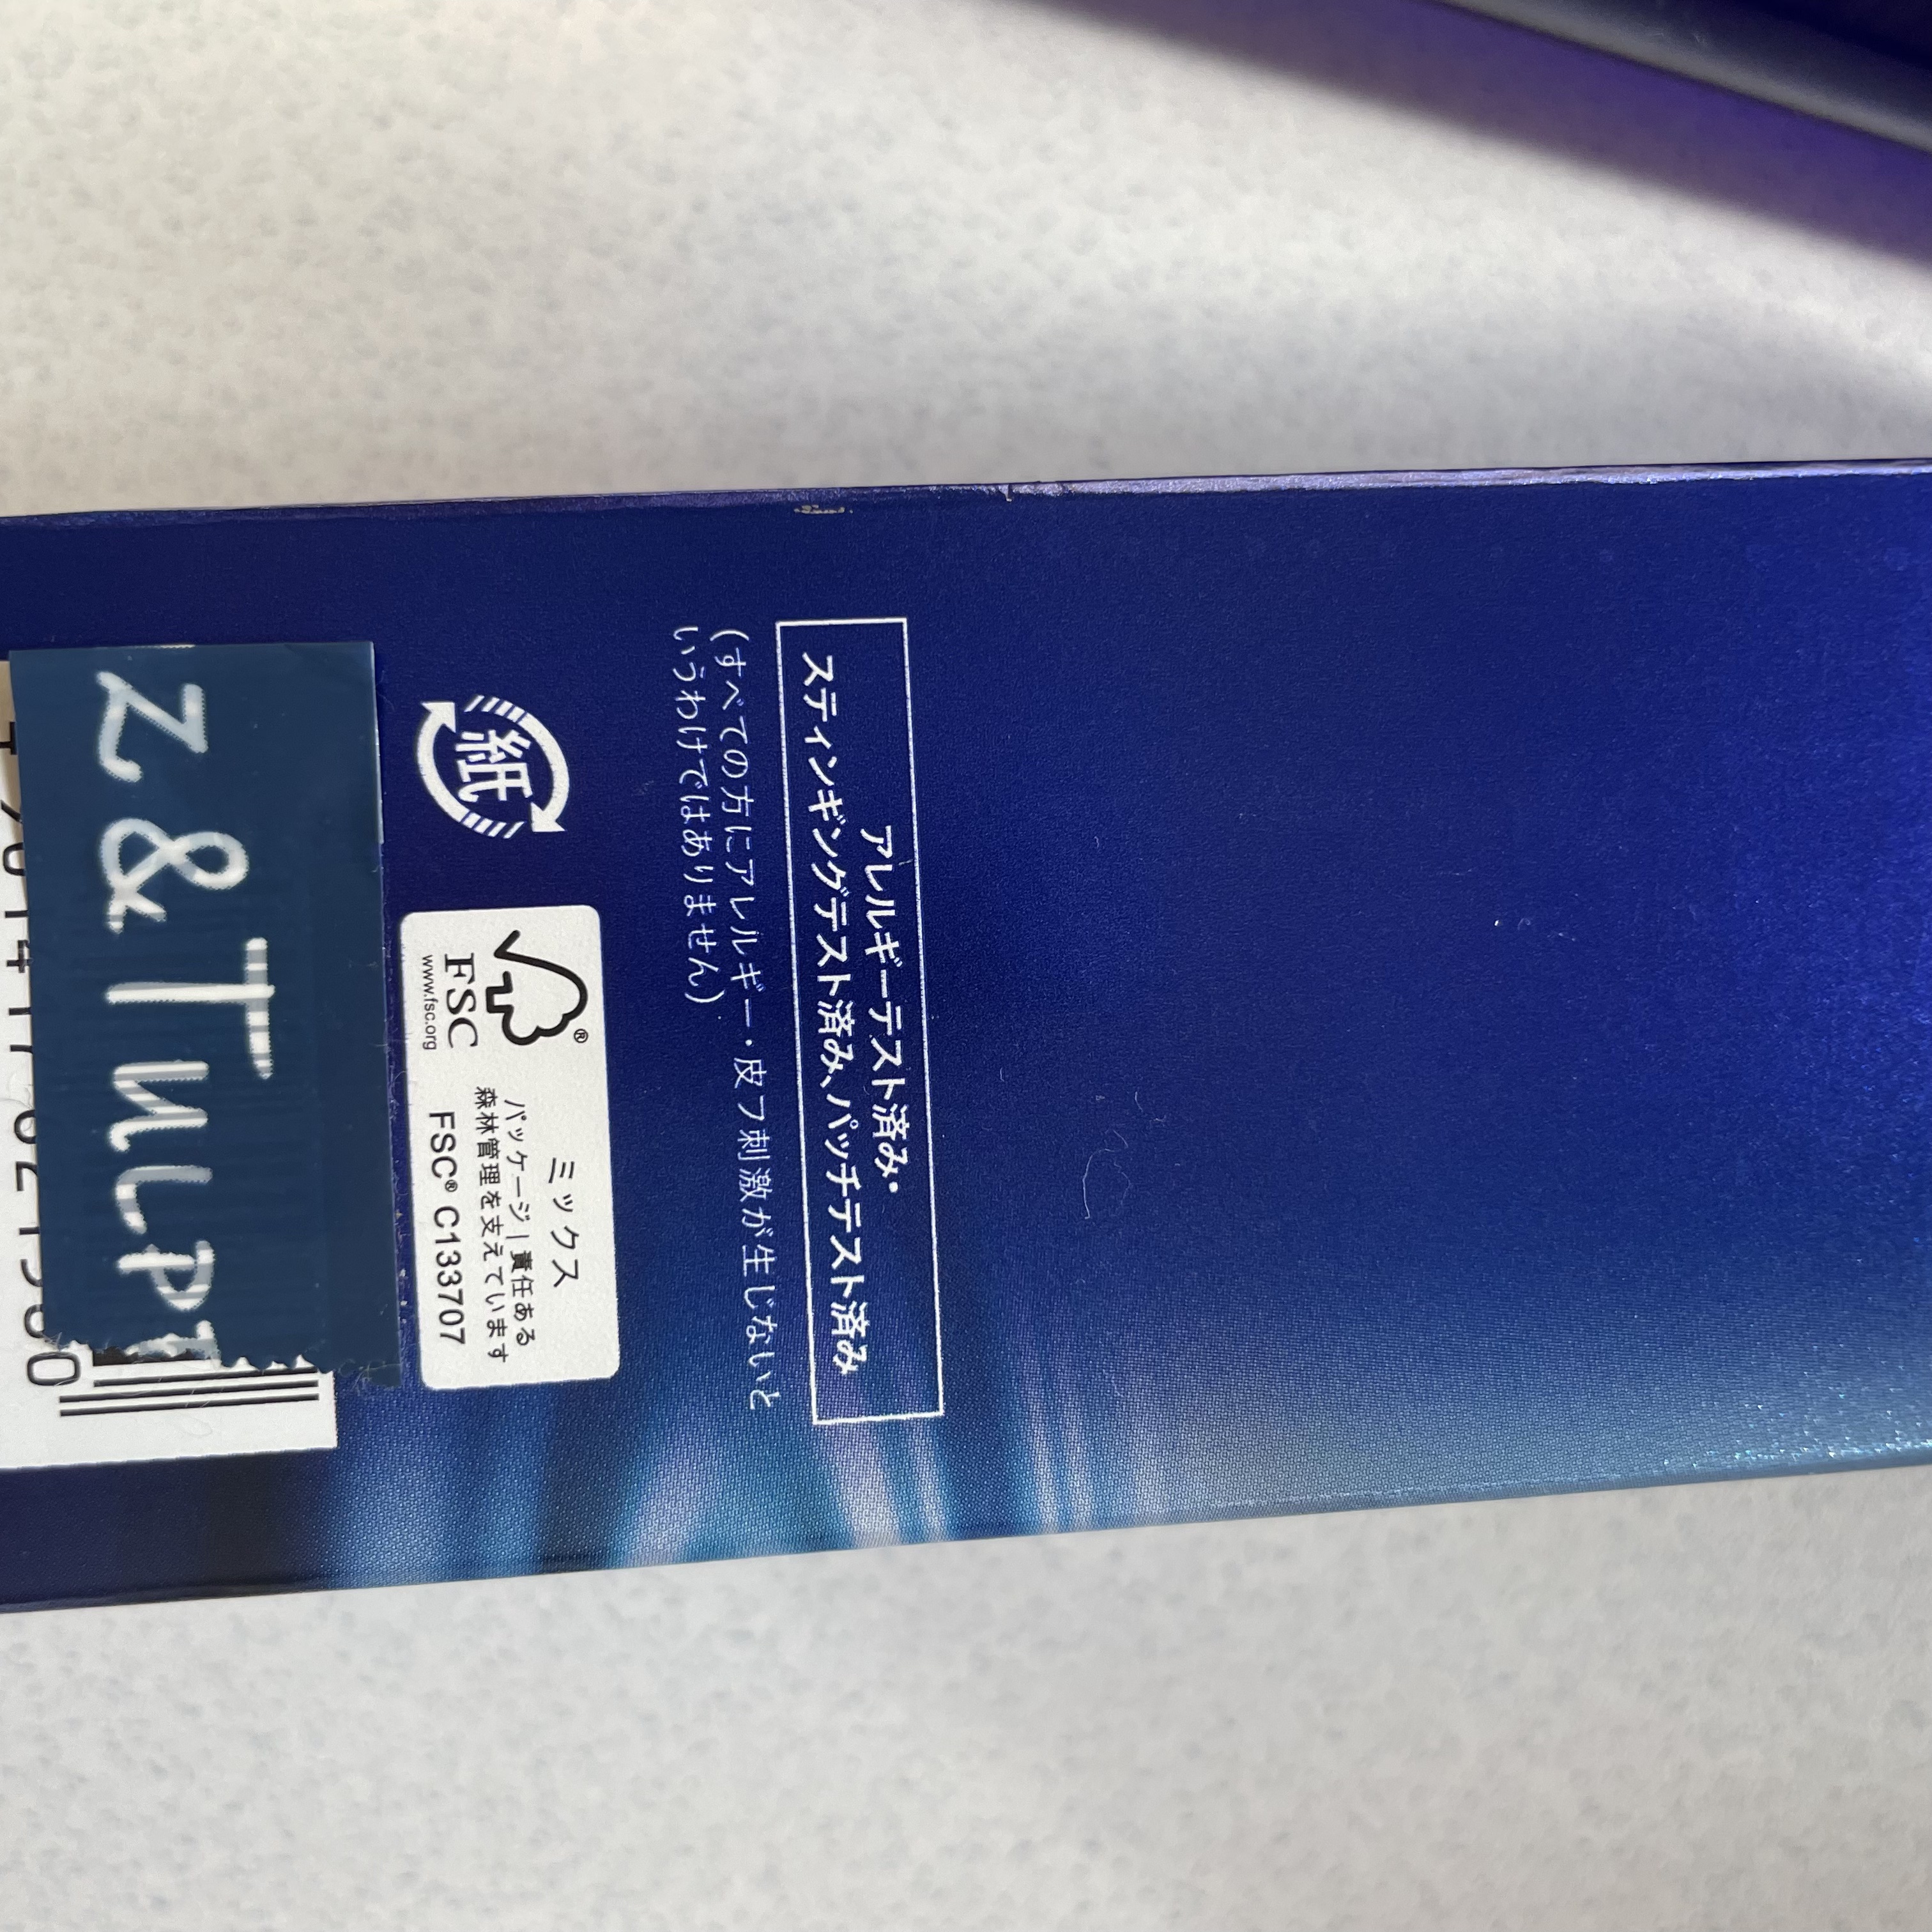 アレルギーテスト済み・
スティンギングテスト済み、パッチテスト済み
(すべての方にアレルギー・皮フ刺激が生じないと
いうわけではありません)
紙
®
FSC
www.fsc.org
ミックス
パッケージ|責任ある
森林管理を支えています
FSC® C133707
Z&TULPI